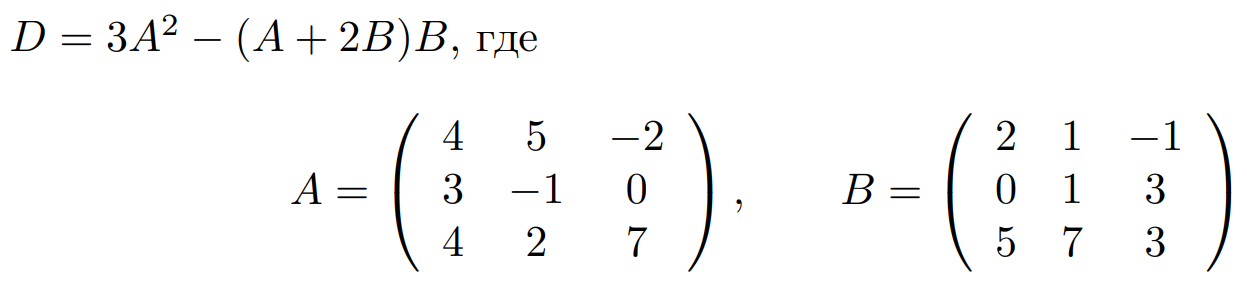 D = 3A² − (A + 2B)B, где
A = ( 4 5 −2 ; 3 −1 0 ; 4 2 7 ), B = ( 2 1 −1 ; 0 1 3 ; 5 7 3 )